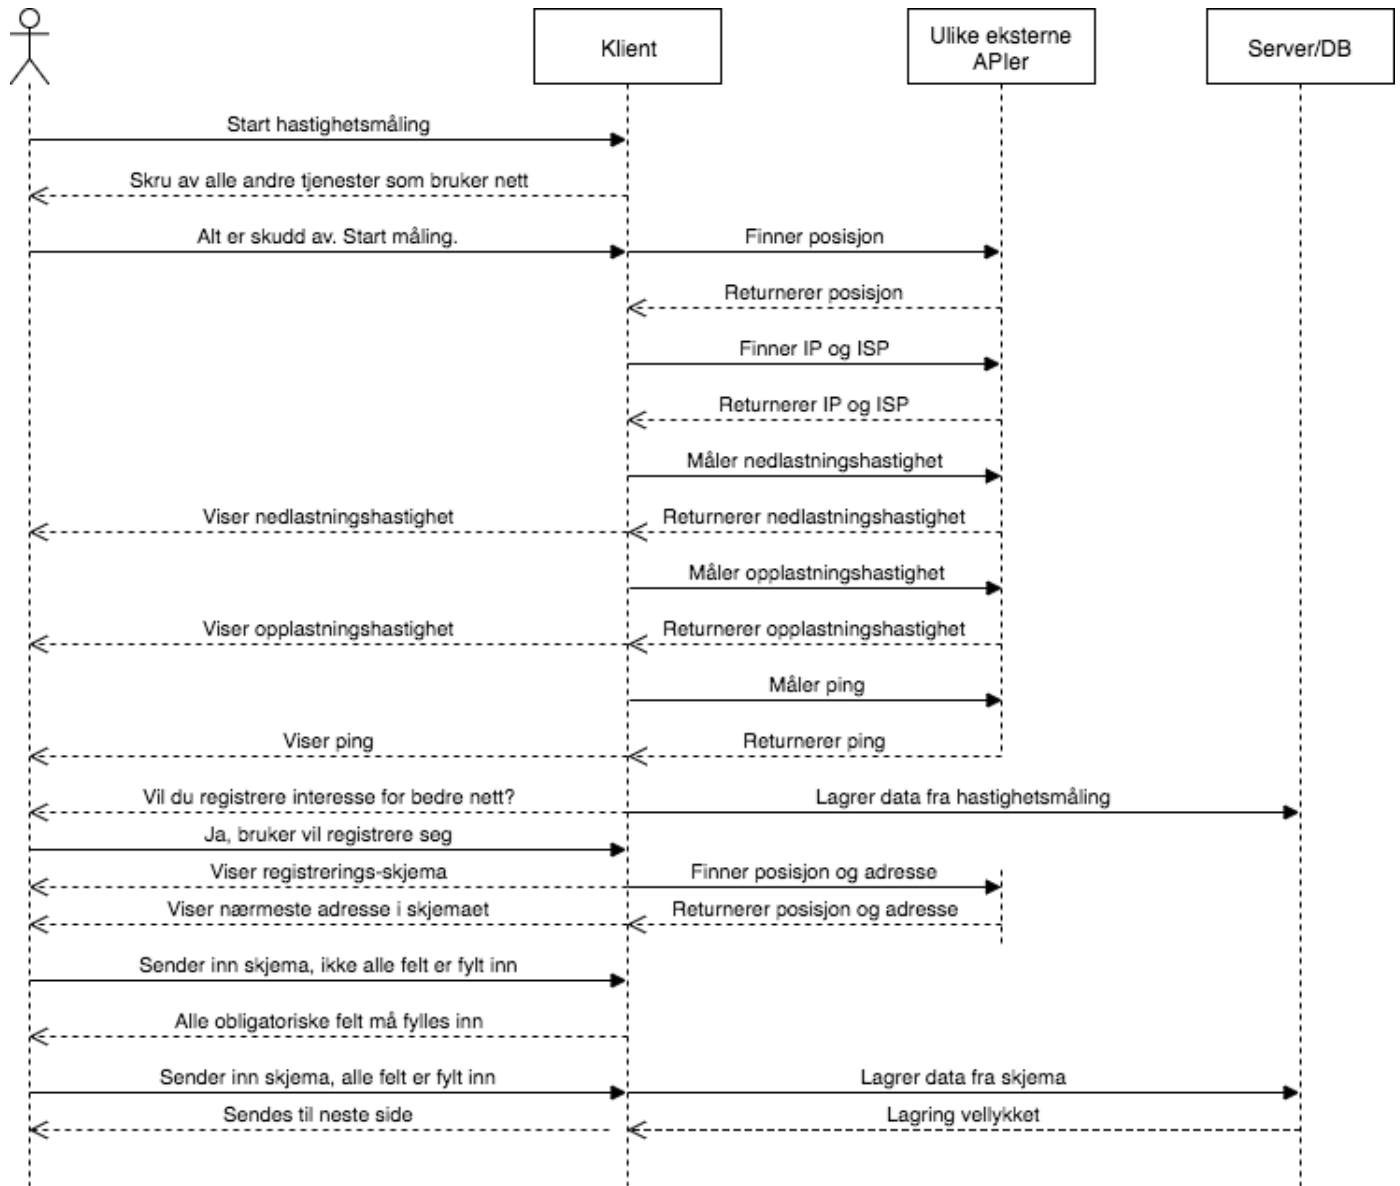 Klient
Ulike eksterne
APIer
Server/DB
Start hastighetsmåling
Skru av alle andre tjenester som bruker nett
Alt er skudd av. Start måling.
Finner posisjon
Returnerer posisjon
Finner IP og ISP
Returnerer IP og ISP
Måler nedlastningshastighet
Viser nedlastningshastighet
Returnerer nedlastningshastighet
Måler opplastningshastighet
Viser opplastningshastighet
Returnerer opplastningshastighet
Måler ping
Viser ping
Returnerer ping
Vil du registrere interesse for bedre nett?
Lagrer data fra hastighetsmåling
Ja, bruker vil registrere seg
Viser registrerings-skjema
Finner posisjon og adresse
Viser nærmeste adresse i skjemaet
Returnerer posisjon og adresse
Sender inn skjema, ikke alle felt er fylt inn
Alle obligatoriske felt må fylles inn
Sender inn skjema, alle felt er fylt inn
Lagrer data fra skjema
Sendes til neste side
Lagring vellykket